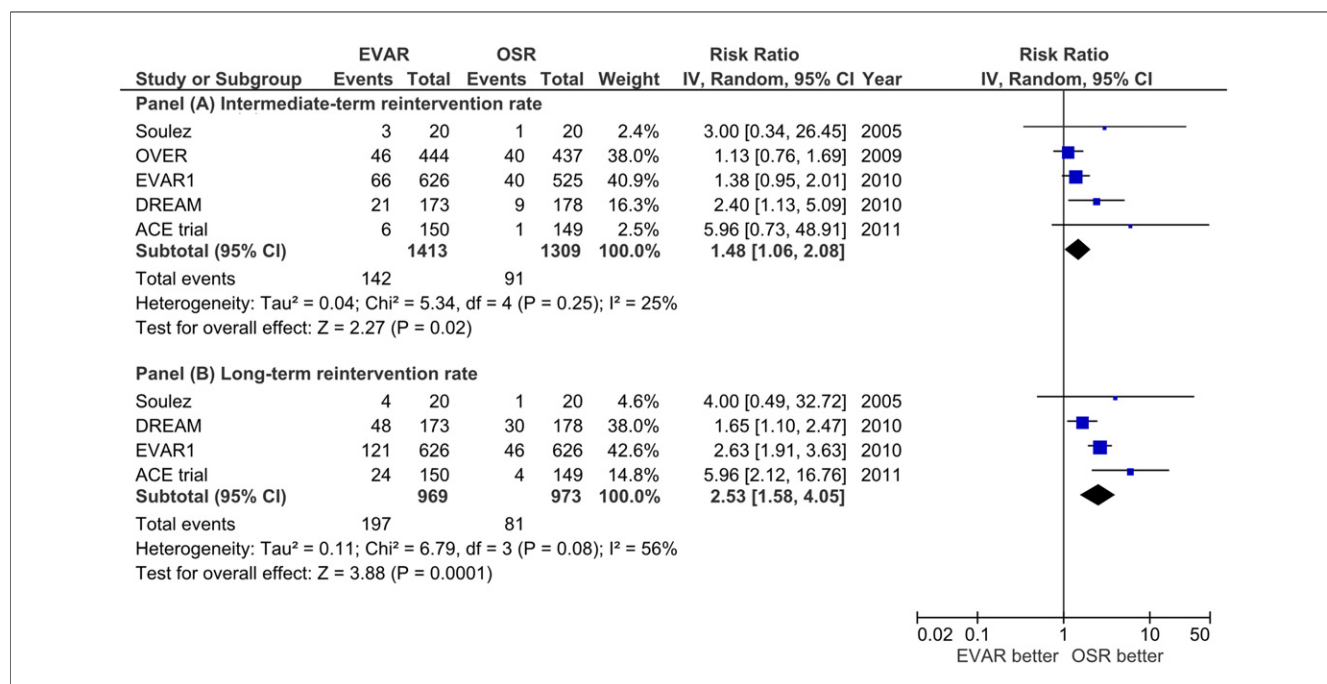 EVAR OSR Risk Ratio Risk Ratio
Study or Subgroup Events Total Events Total Weight IV, Random, 95% CI Year IV, Random, 95% CI
Panel (A) Intermediate-term reintervention rate
Soulez 3 20 1 20 2.4% 3.00 [0.34, 26.45] 2005
OVER 46 444 40 437 38.0% 1.13 [0.76, 1.69] 2009
EVAR1 66 626 40 525 40.9% 1.38 [0.95, 2.01] 2010
DREAM 21 173 9 178 16.3% 2.40 [1.13, 5.09] 2010
ACE trial 6 150 1 149 2.5% 5.96 [0.73, 48.91] 2011
Subtotal (95% CI) 1413 1309 100.0% 1.48 [1.06, 2.08]
Total events 142 91
Heterogeneity: Tau² = 0.04; Chi² = 5.34, df = 4 (P = 0.25); I² = 25%
Test for overall effect: Z = 2.27 (P = 0.02)
Panel (B) Long-term reintervention rate
Soulez 4 20 1 20 4.6% 4.00 [0.49, 32.72] 2005
DREAM 48 173 30 178 38.0% 1.65 [1.10, 2.47] 2010
EVAR1 121 626 46 626 42.6% 2.63 [1.91, 3.63] 2010
ACE trial 24 150 4 149 14.8% 5.96 [2.12, 16.76] 2011
Subtotal (95% CI) 969 973 100.0% 2.53 [1.58, 4.05]
Total events 197 81
Heterogeneity: Tau² = 0.11; Chi² = 6.79, df = 3 (P = 0.08); I² = 56%
Test for overall effect: Z = 3.88 (P = 0.0001)
0.02 0.1 1 10 50
EVAR better OSR better